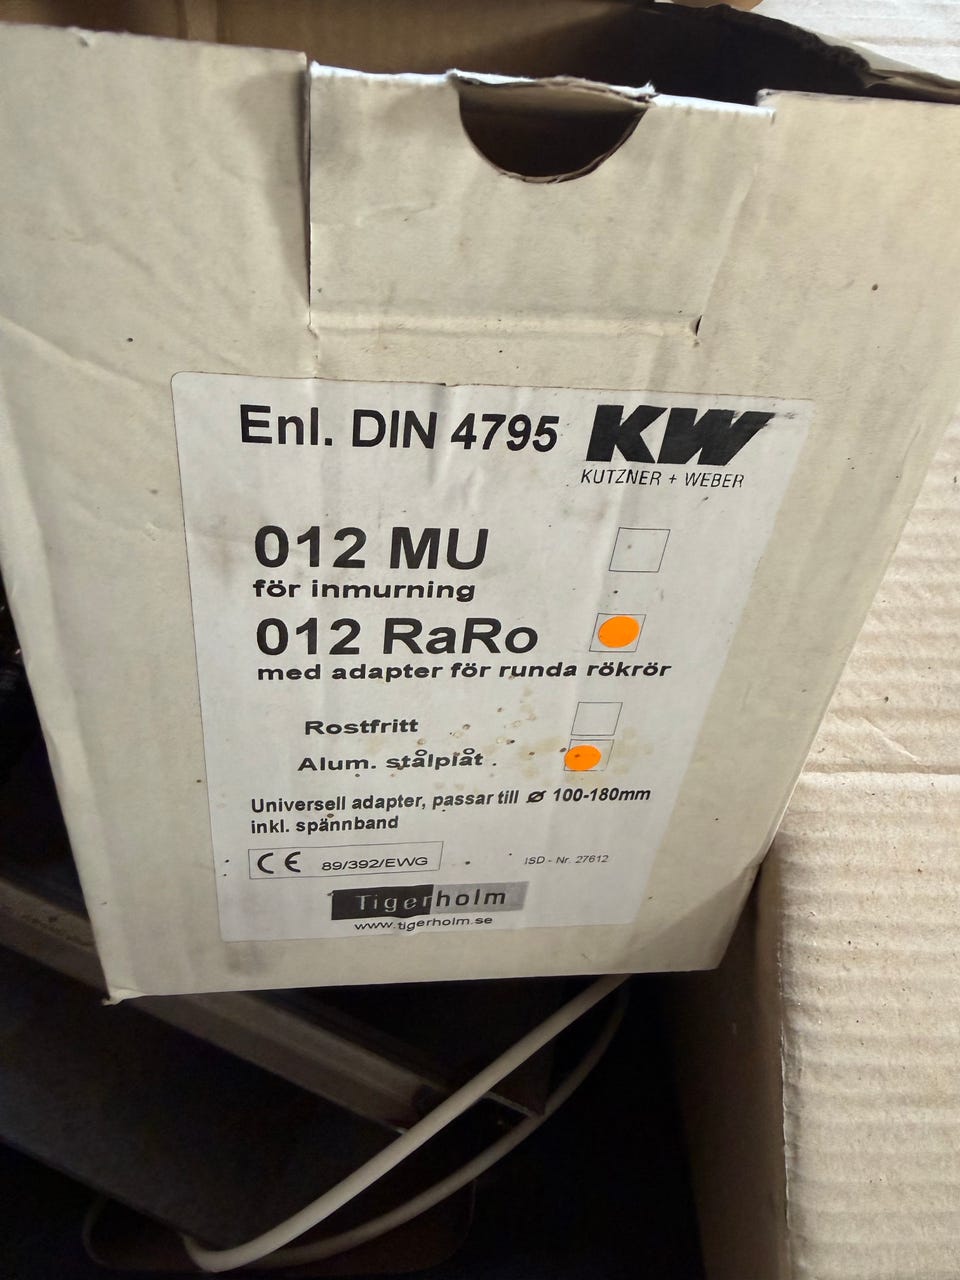 Enl. DIN 4795
KW
KUTZNER + WEBER
012 MU
för inmurning
012 RaRo
med adapter för runda rökrör
Rostfritt
Alum. stålplåt
Universell adapter, passar till Ø 100-180mm
inkl. spännband
CE 89/392/EWG
ISD - Nr. 27612
Tigerholm
www.tigerholm.se